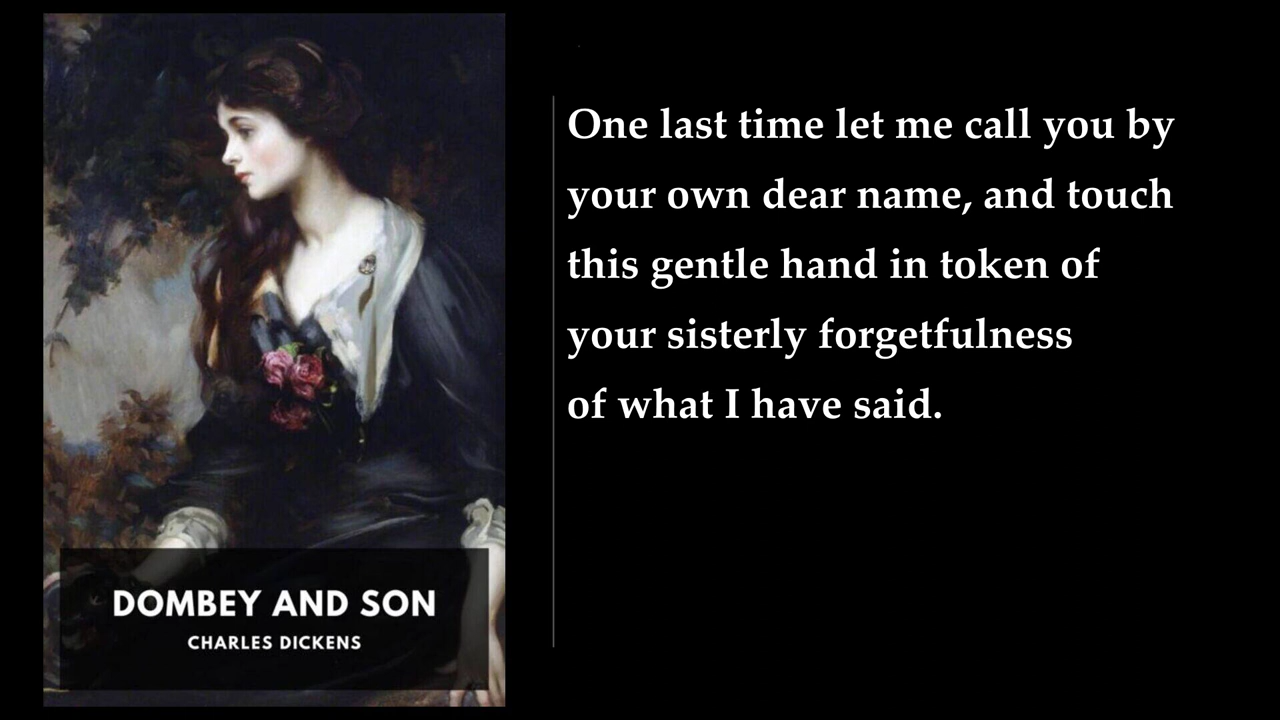 One last time let me call you by
your own dear name, and touch
this gentle hand in token of
your sisterly forgetfulness
of what I have said.
DOMBEY AND SON
CHARLES DICKENS